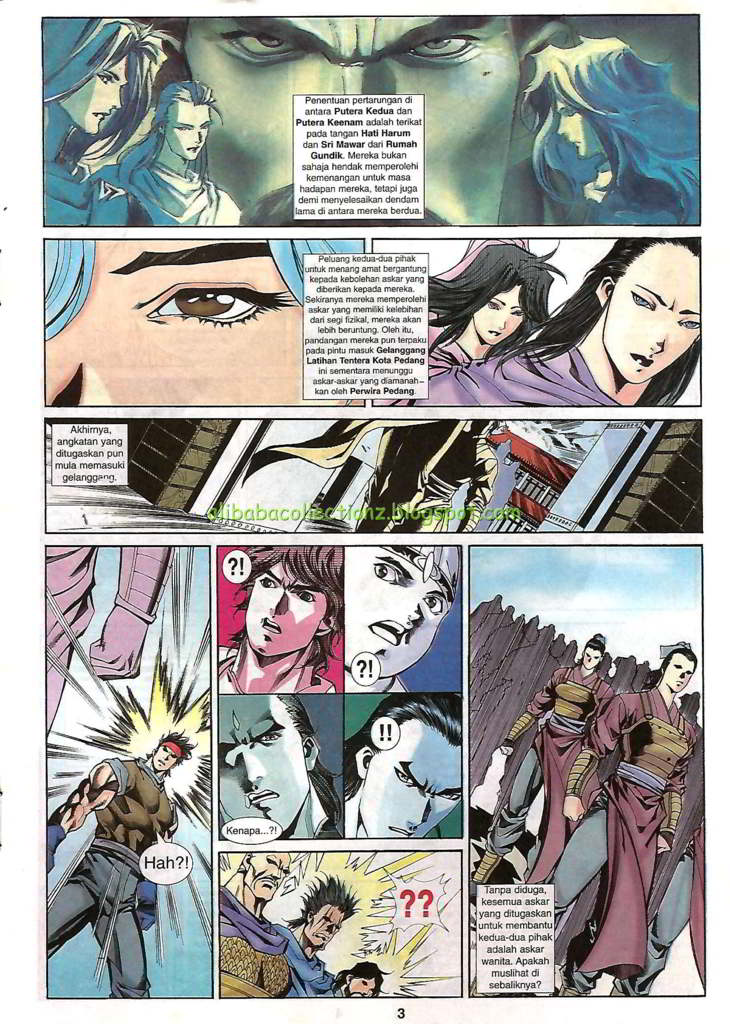 Penentuan pertarungan di
antara Putera Kedua dan
Putera Keenam adalah terikat
pada tangan Hati Harum
dan Sri Mawar dari Rumah
Gundik. Mereka bukan
sahaja hendak memperolehi
kemenangan untuk masa
hadapan mereka, tetapi juga
demi menyelesaikan dendam
lama di antara mereka berdua.
Peluang kedua-dua pihak
untuk menang amat bergantung
kepada kebolehan askar yang
diberikan kepada mereka.
Sekiranya mereka memperolehi
askar yang memiliki kelebihan
dari segi fizikal, mereka akan
lebih beruntung. Oleh itu,
pandangan mereka pun terpaku
pada pintu masuk Gelanggang
Latihan Tentera Kota Pedang
ini sementara menunggu
askar-askar yang diamanah-
kan oleh Perwira Pedang.
Akhirnya,
angkatan yang
ditugaskan pun
mula memasuki
gelanggang.
alibabacollectionz.blogspot.com
Hah?!
?!
?!
Kenapa...?!
!!
??
Tanpa diduga,
kesemua askar
yang ditugaskan
untuk membantu
kedua-dua pihak
adalah askar
wanita. Apakah
muslihat di
sebaliknya?
3